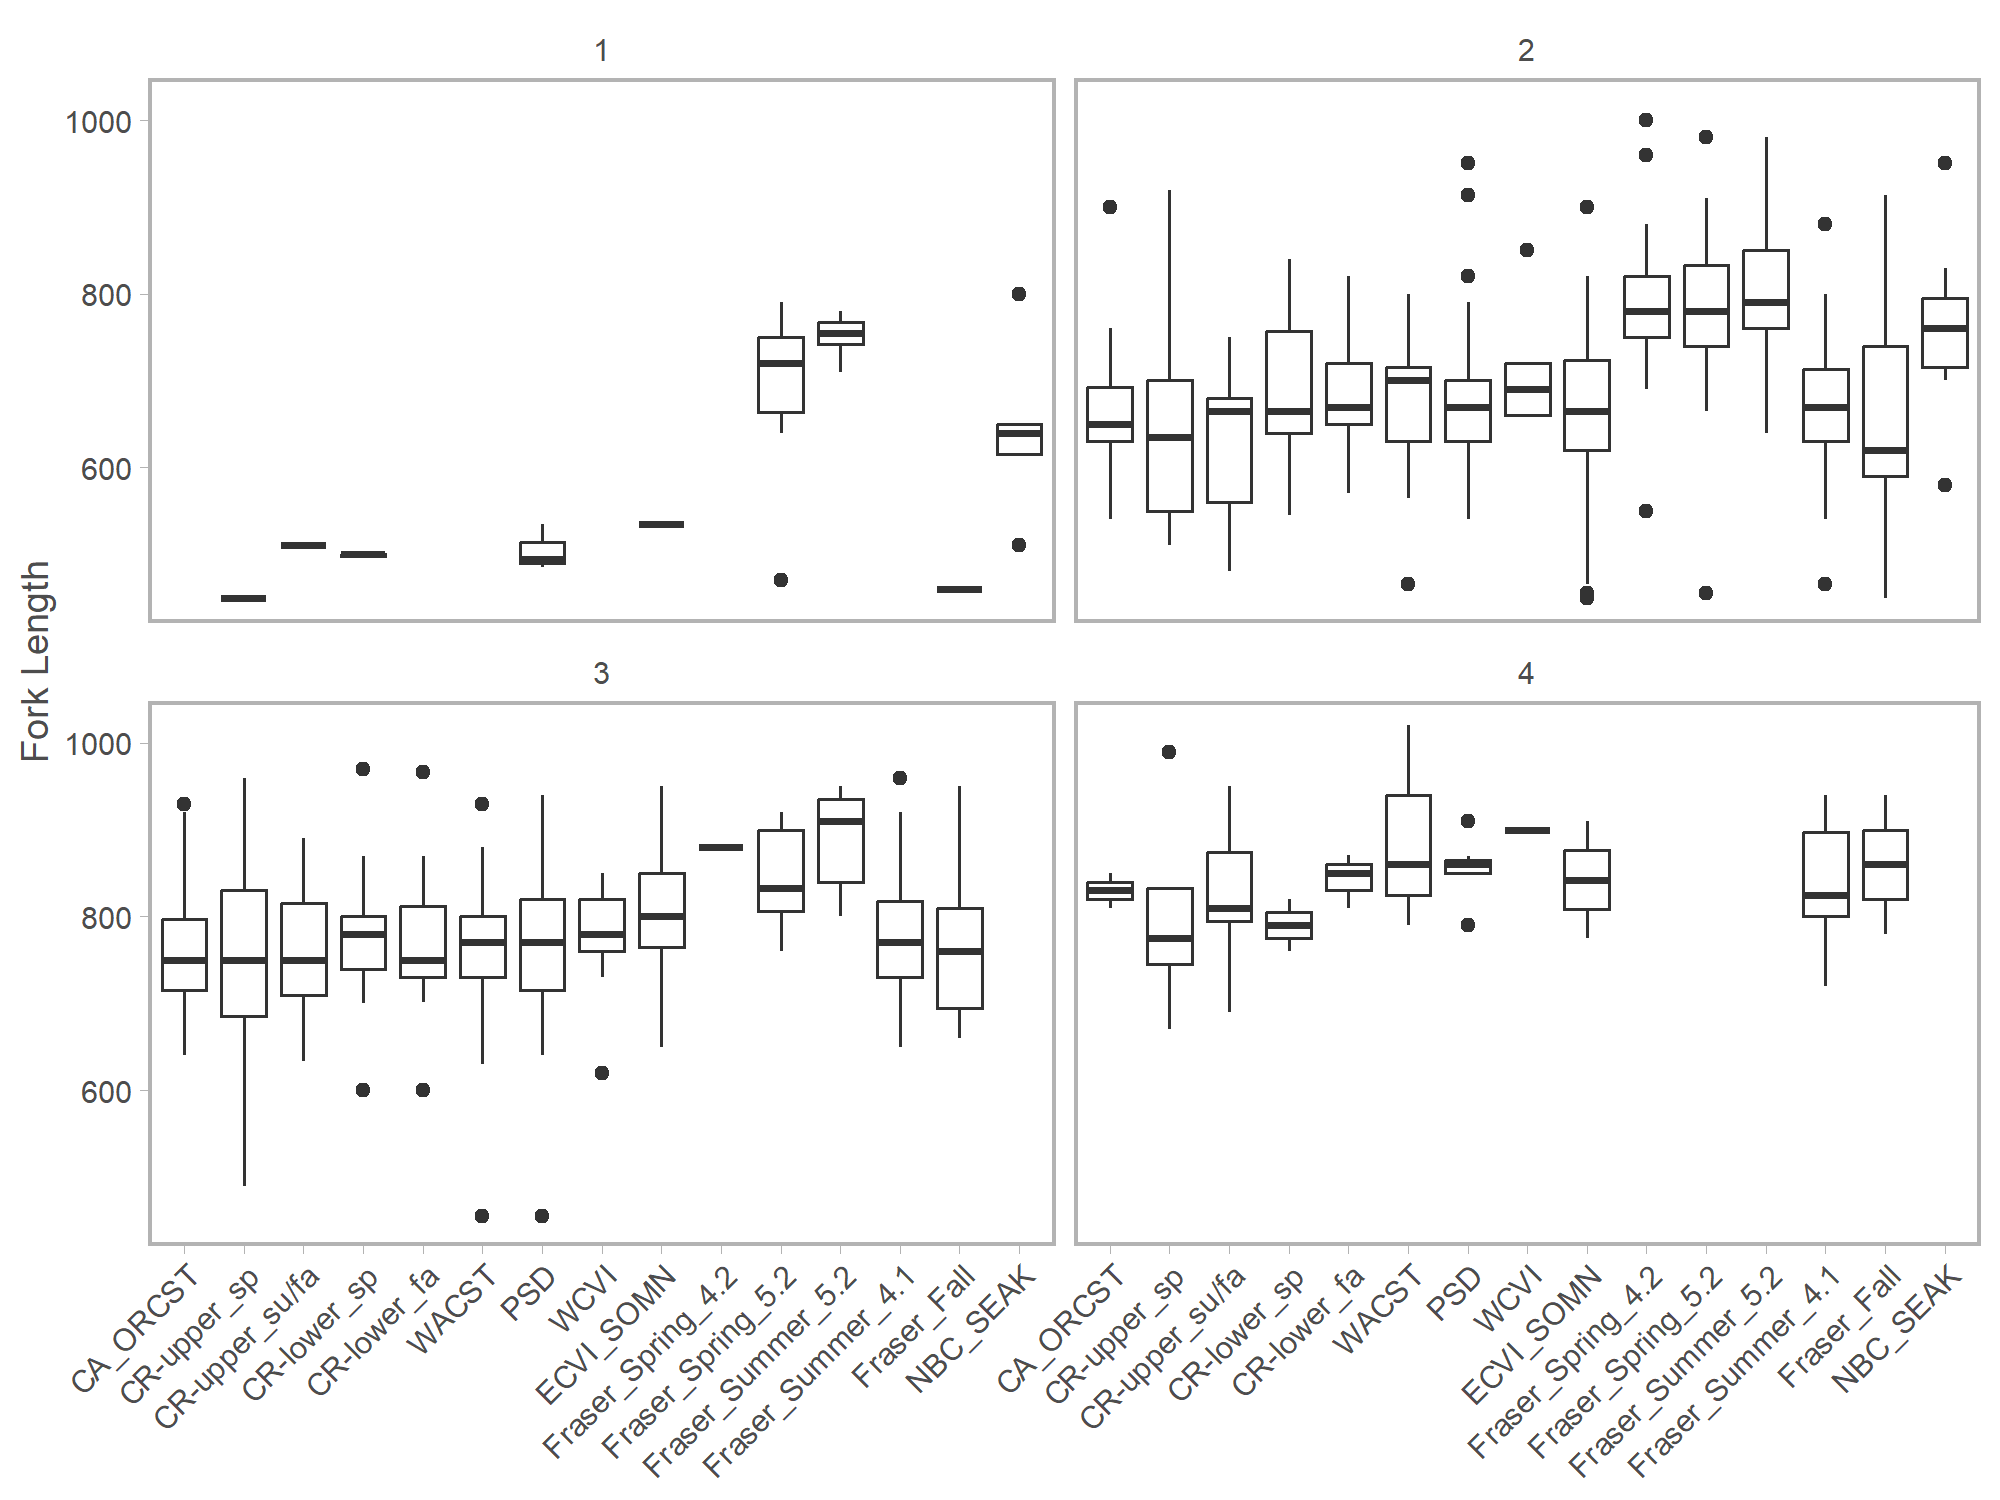 1
2
1000
800
600
Fork Length
3
4
1000
800
600
CA_ORCST
CR-upper_sp
CR-upper_su/fa
CR-lower_sp
CR-lower_fa
WACST
PSD
WCVI
ECVI_SOMN
Fraser_Spring_4.2
Fraser_Spring_5.2
Fraser_Summer_5.2
Fraser_Summer_4.1
Fraser_Fall
NBC_SEAK
CA_ORCST
CR-upper_sp
CR-upper_su/fa
CR-lower_sp
CR-lower_fa
WACST
PSD
WCVI
ECVI_SOMN
Fraser_Spring_4.2
Fraser_Spring_5.2
Fraser_Summer_5.2
Fraser_Summer_4.1
Fraser_Fall
NBC_SEAK